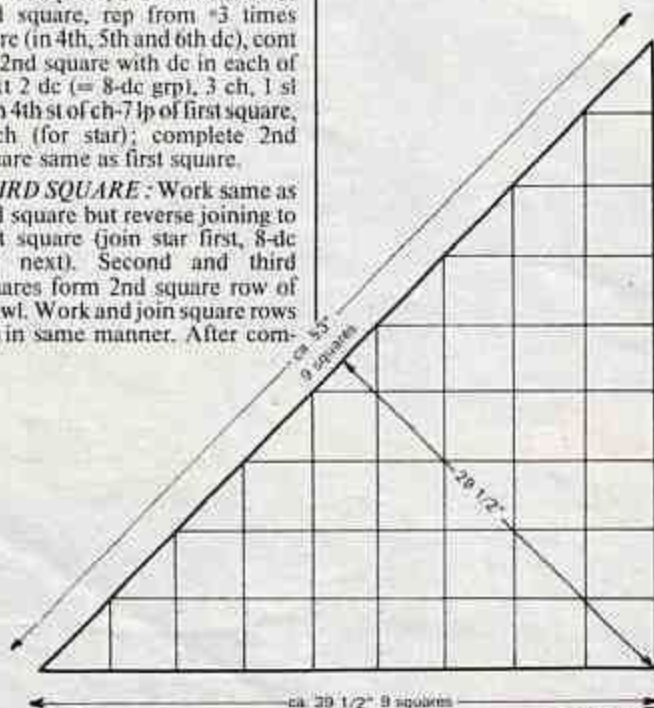 square, rep from *3 times
re (in 4th, 5th and 6th dc), cont
2nd square with dc in each of
t 2 dc (= 8-dc grp), 3 ch, 1 sl
4th st of ch-7 lp of first square,
ch (for star); complete 2nd
are same as first square.
IRD SQUARE : Work same as
square but reverse joining to
t square (join star first, 8-dc
next). Second and third
ares form 2nd square row of
wl. Work and join square rows
in same manner. After com-
ca. 53"
9 squares
29 1/2"
ca. 39 1/2" 9 squares